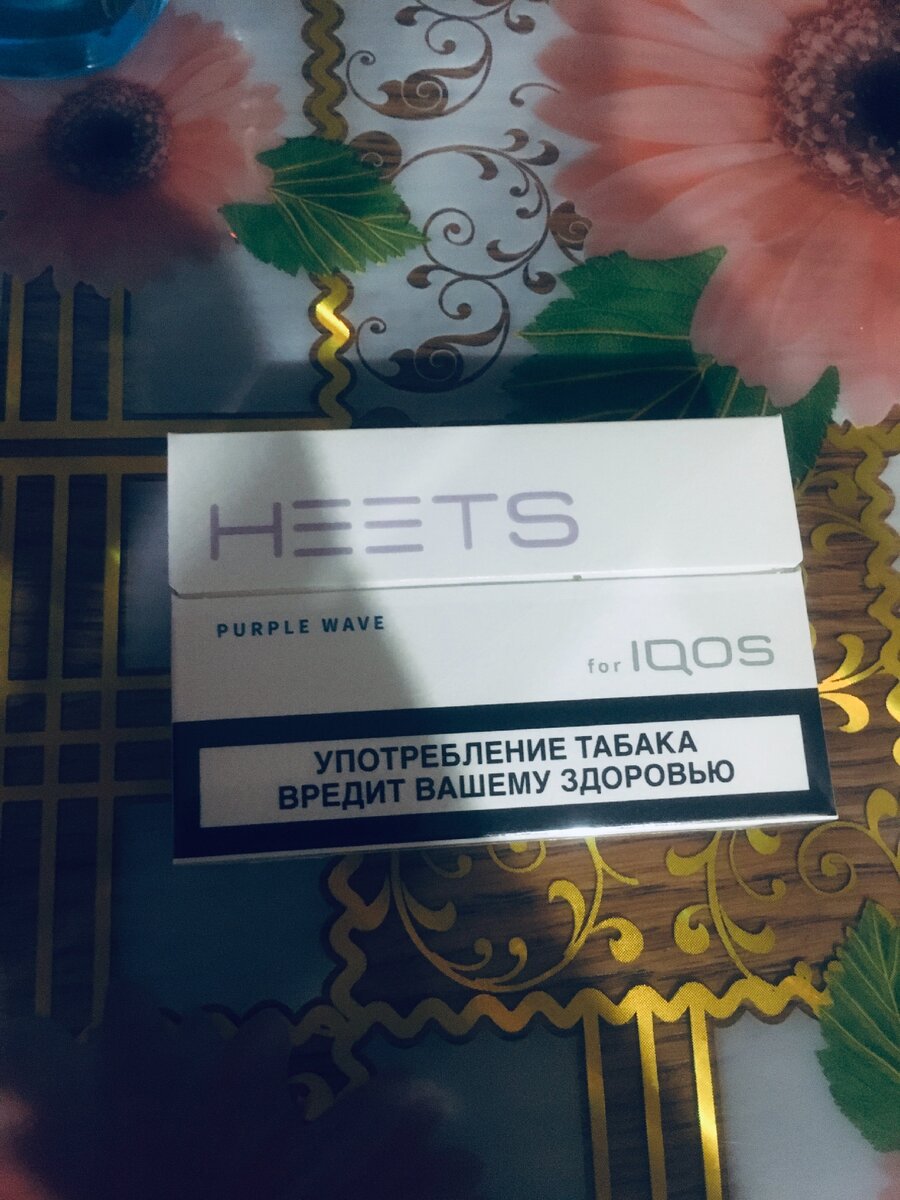 HEETS
PURPLE WAVE
for IQOS
УПОТРЕБЛЕНИЕ ТАБАКА
ВРЕДИТ ВАШЕМУ ЗДОРОВЬЮ